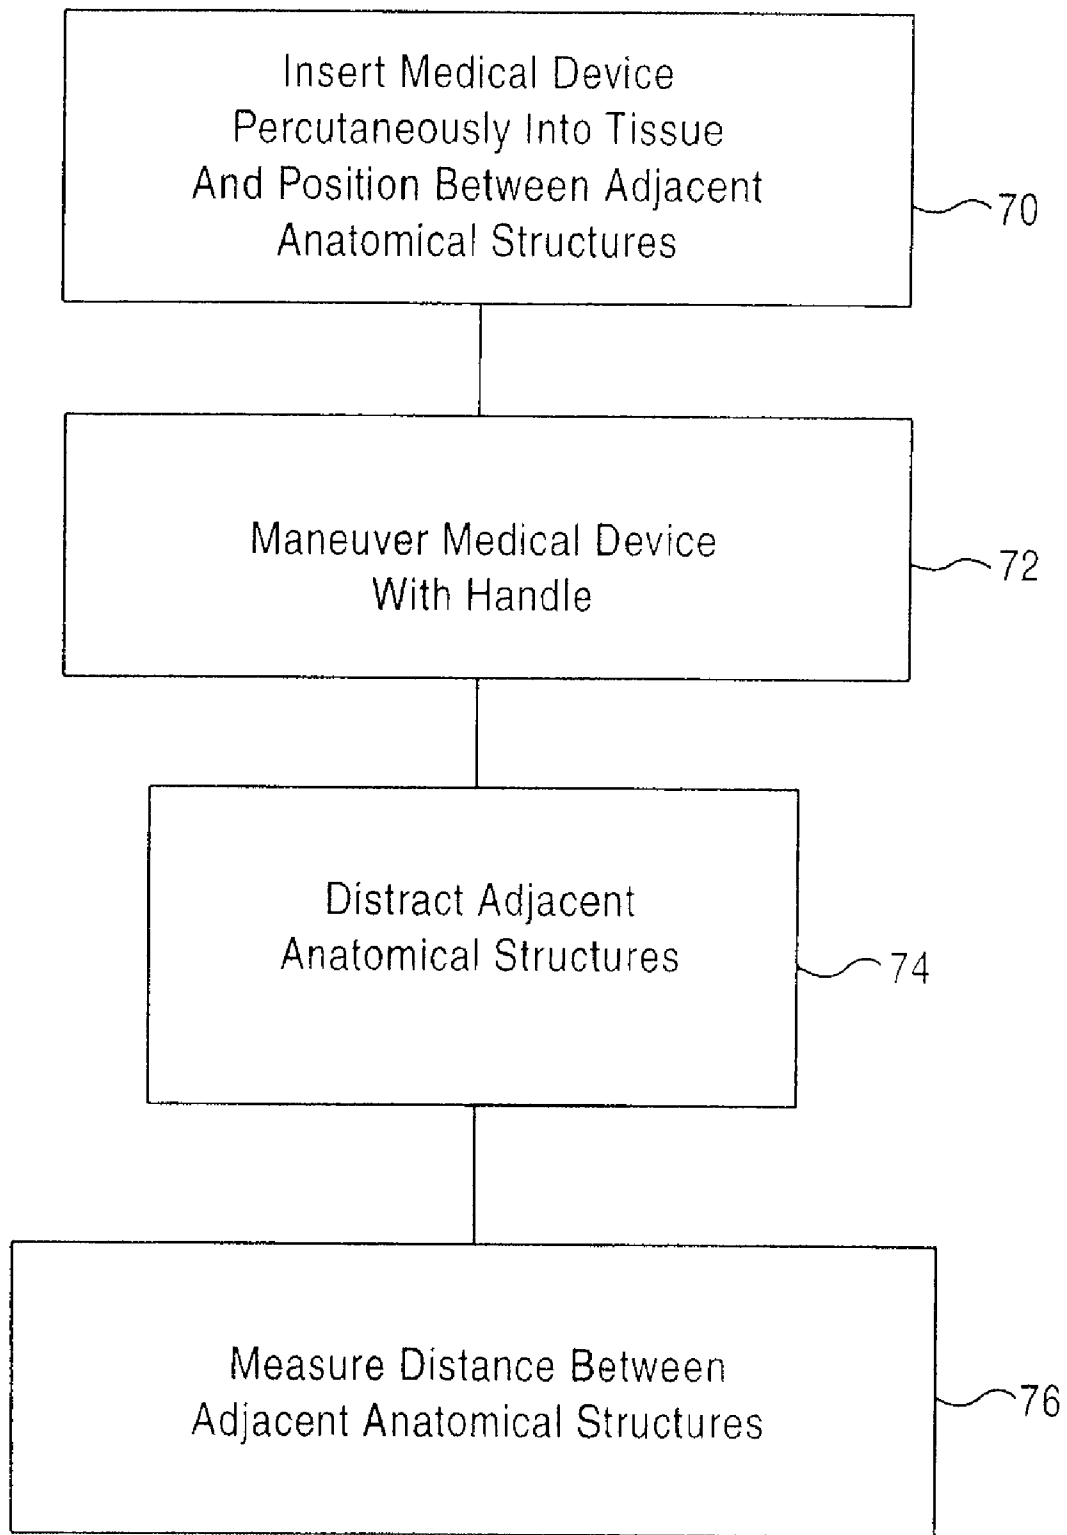 Insert Medical Device
Percutaneously Into Tissue
And Position Between Adjacent
Anatomical Structures
70
Maneuver Medical Device
With Handle
72
Distract Adjacent
Anatomical Structures
74
Measure Distance Between
Adjacent Anatomical Structures
76